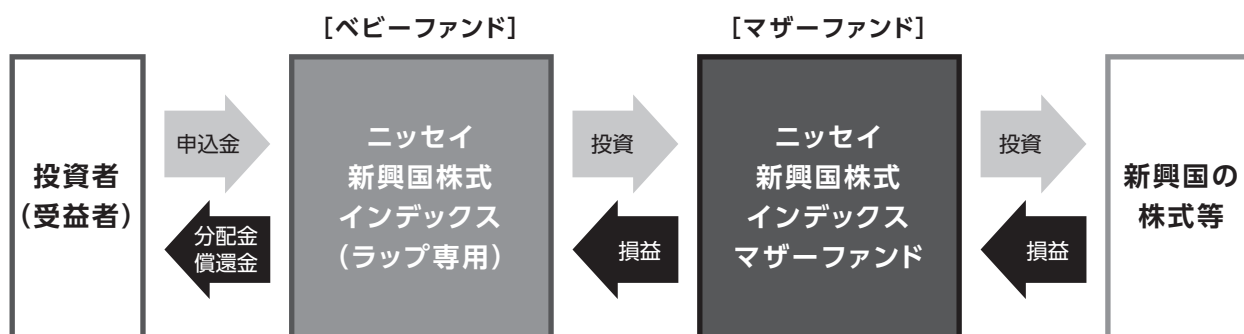 [ベビーファンド]
[マザーファンド]
投資者
（受益者）
申込金
分配金
償還金
ニッセイ
新興国株式
インデックス
（ラップ専用）
投資
損益
ニッセイ
新興国株式
インデックス
マザーファンド
投資
損益
新興国の
株式等